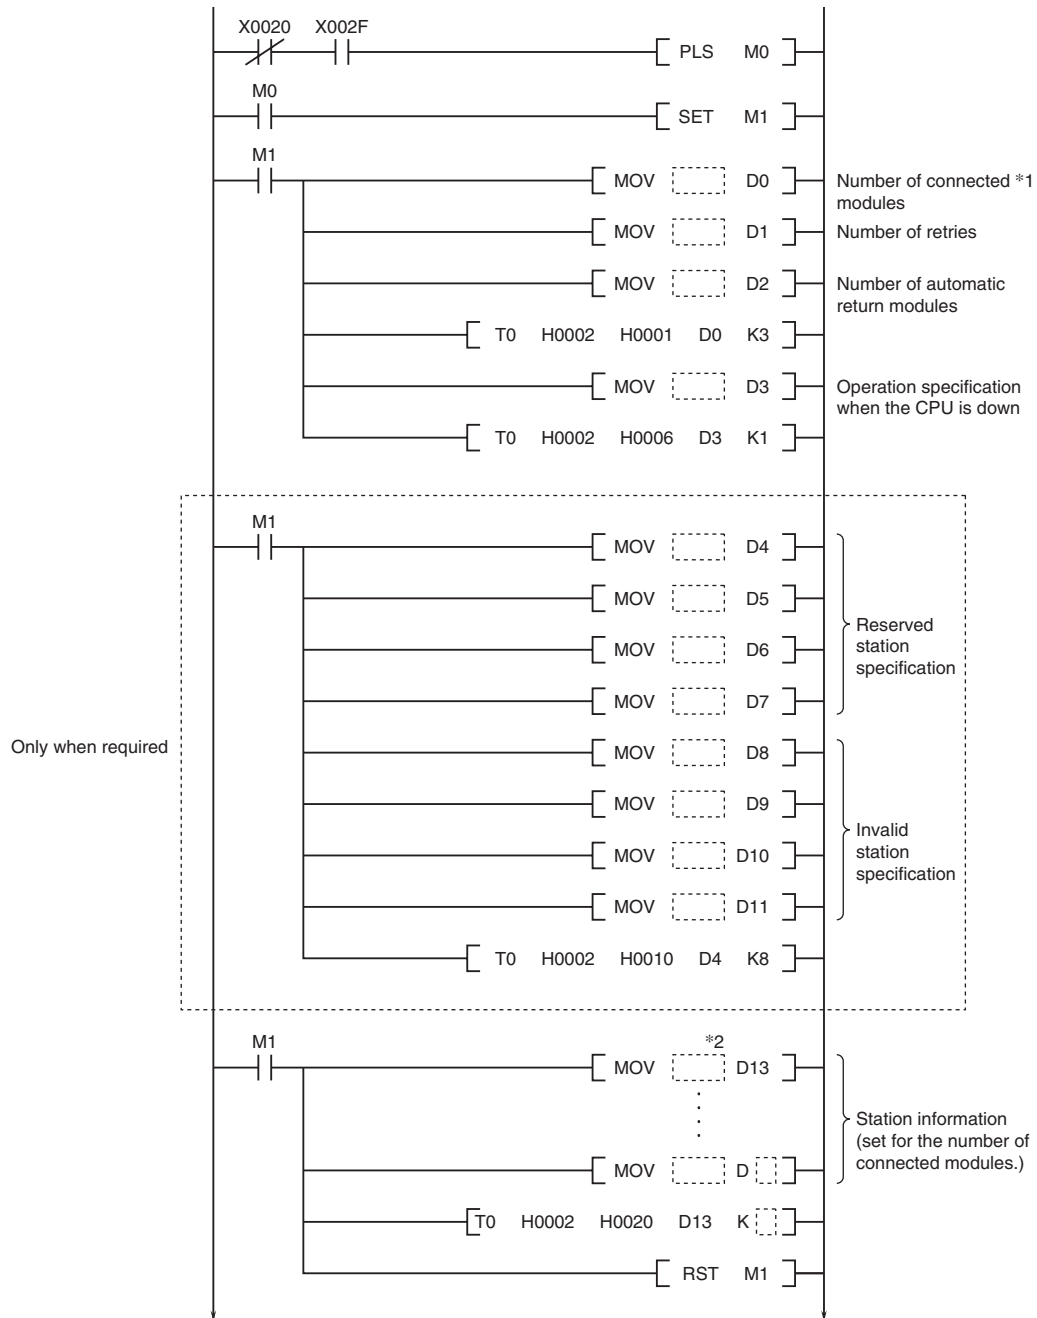 X0020 X002F
PLS M0
M0
SET M1
M1
MOV D0 Number of connected *1
modules
MOV D1 Number of retries
MOV D2 Number of automatic
return modules
T0 H0002 H0001 D0 K3
MOV D3 Operation specification
when the CPU is down
T0 H0002 H0006 D3 K1
M1
MOV D4
MOV D5
Reserved
station
specification
MOV D6
MOV D7
Only when required
MOV D8
MOV D9
Invalid
station
specification
MOV D10
MOV D11
T0 H0002 H0010 D4 K8
M1
*2
MOV D13
Station information
(set for the number of
connected modules.)
MOV D
T0 H0002 H0020 D13 K
RST M1